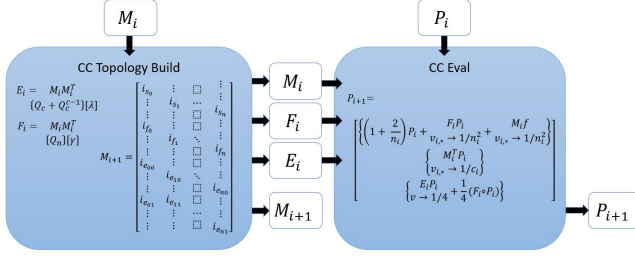 M_i
P_i
CC Topology Build
E_i = M_i M_i^T
{Q_c + Q_c^{c-1}}[λ]
F_i = M_i M_i^T
{Q_n}[γ]
M_{i+1} =
i_{s_0} ⋮ □ ⋮
⋮ i_{s_1} … ⋮
⋮ ⋮ □ i_{s_n}
⋮ ⋮ □ ⋮
i_{f_0} ⋮ □ ⋮
⋮ i_{f_1} ⋱ ⋮
⋮ ⋮ □ i_{f_n}
⋮ ⋮ □ ⋮
i_{e_{00}} ⋮ □ ⋮
⋮ i_{e_{10}} ⋱ ⋮
⋮ ⋮ □ i_{e_{n0}}
⋮ ⋮ □ ⋮
i_{e_{01}} i_{e_{11}} □ ⋮
⋮ ⋮ … ⋮
⋮ ⋮ □ i_{e_{n1}}
M_i
F_i
E_i
M_{i+1}
CC Eval
P_{i+1} =
{(1 + 2/n_i) P_i + F_i P_i + M_i f
v_{i,*} → 1/n_i^2 v_{i,*} → 1/n_i^2}
{M_i^T P_i
v_{i,*} → 1/c_i}
{E_i P_i
v → 1/4 + 1/4 (F_i ∘ P_i)}
P_{i+1}